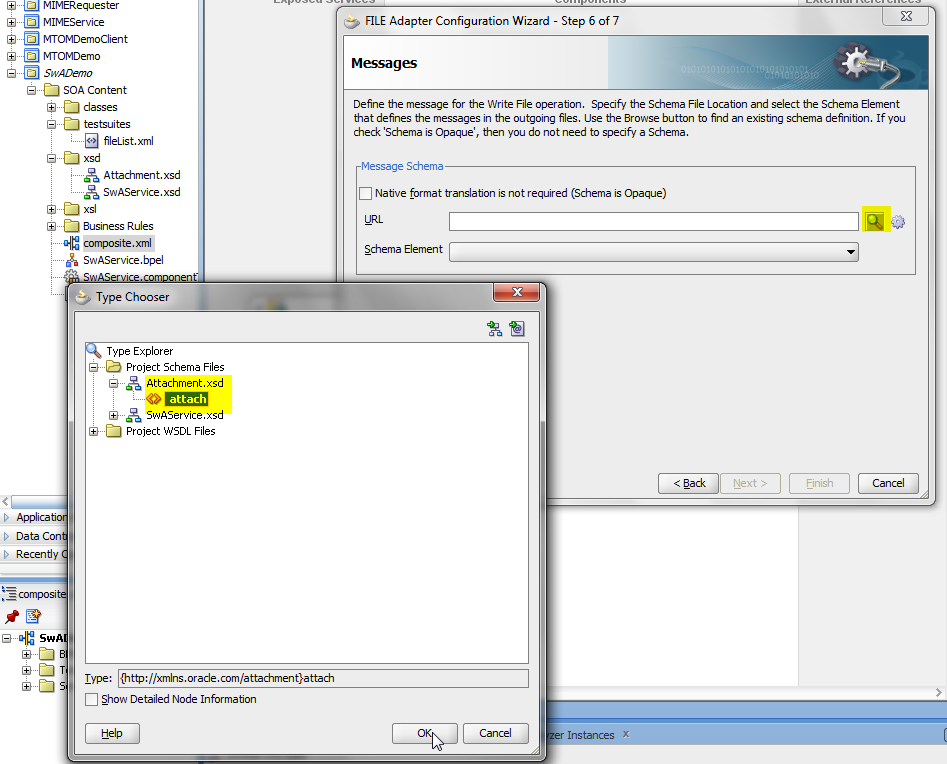 Exposed Services
Components
External References
MIMERequester
MIMEService
MTOMDemoClient
MTOMDemo
SwADemo
SOA Content
classes
testsuites
fileList.xml
xsd
Attachment.xsd
SwAService.xsd
xsl
Business Rules
composite.xml
SwAService.bpel
SwAService.component
Application
Data Cont
Recently O
composite
SwAD
FILE Adapter Configuration Wizard - Step 6 of 7
Messages
Define the message for the Write File operation.  Specify the Schema File Location and select the Schema Element
that defines the messages in the outgoing files. Use the Browse button to find an existing schema definition. If you
check 'Schema is Opaque', then you do not need to specify a Schema.
Message Schema
Native format translation is not required (Schema is Opaque)
URL
Schema Element
< Back
Next >
Finish
Cancel
Type Chooser
Type Explorer
Project Schema Files
Attachment.xsd
attach
SwAService.xsd
Project WSDL Files
Type: {http://xmlns.oracle.com/attachment}attach
Show Detailed Node Information
Help
OK
Cancel
yzer Instances